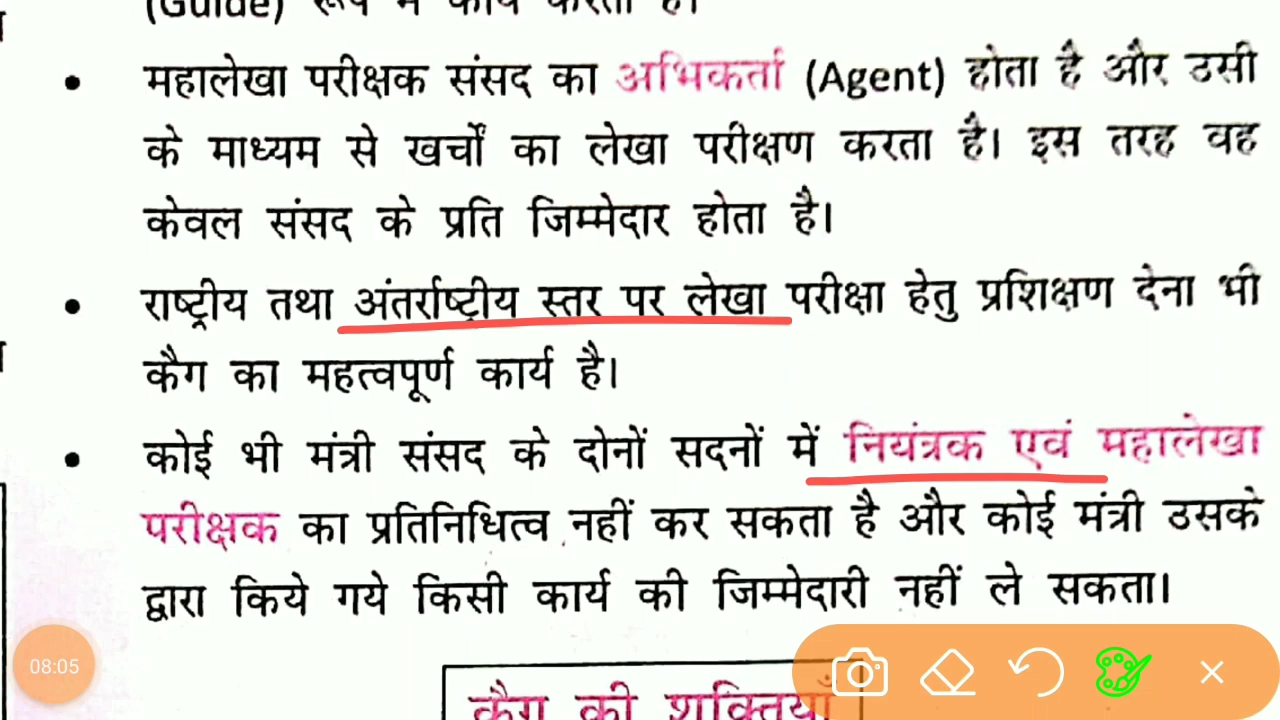 (Guide) रूप में कार्य करता है।
• महालेखा परीक्षक संसद का अभिकर्ता (Agent) होता है और उसी
के माध्यम से खर्चों का लेखा परीक्षण करता है। इस तरह वह
केवल संसद के प्रति जिम्मेदार होता है।
• राष्ट्रीय तथा अंतर्राष्ट्रीय स्तर पर लेखा परीक्षा हेतु प्रशिक्षण देना भी
कैग का महत्वपूर्ण कार्य है।
• कोई भी मंत्री संसद के दोनों सदनों में नियंत्रक एवं महालेखा
परीक्षक का प्रतिनिधित्व नहीं कर सकता है और कोई मंत्री उसके
द्वारा किये गये किसी कार्य की जिम्मेदारी नहीं ले सकता।
08:05
कैग की शक्तियाँ